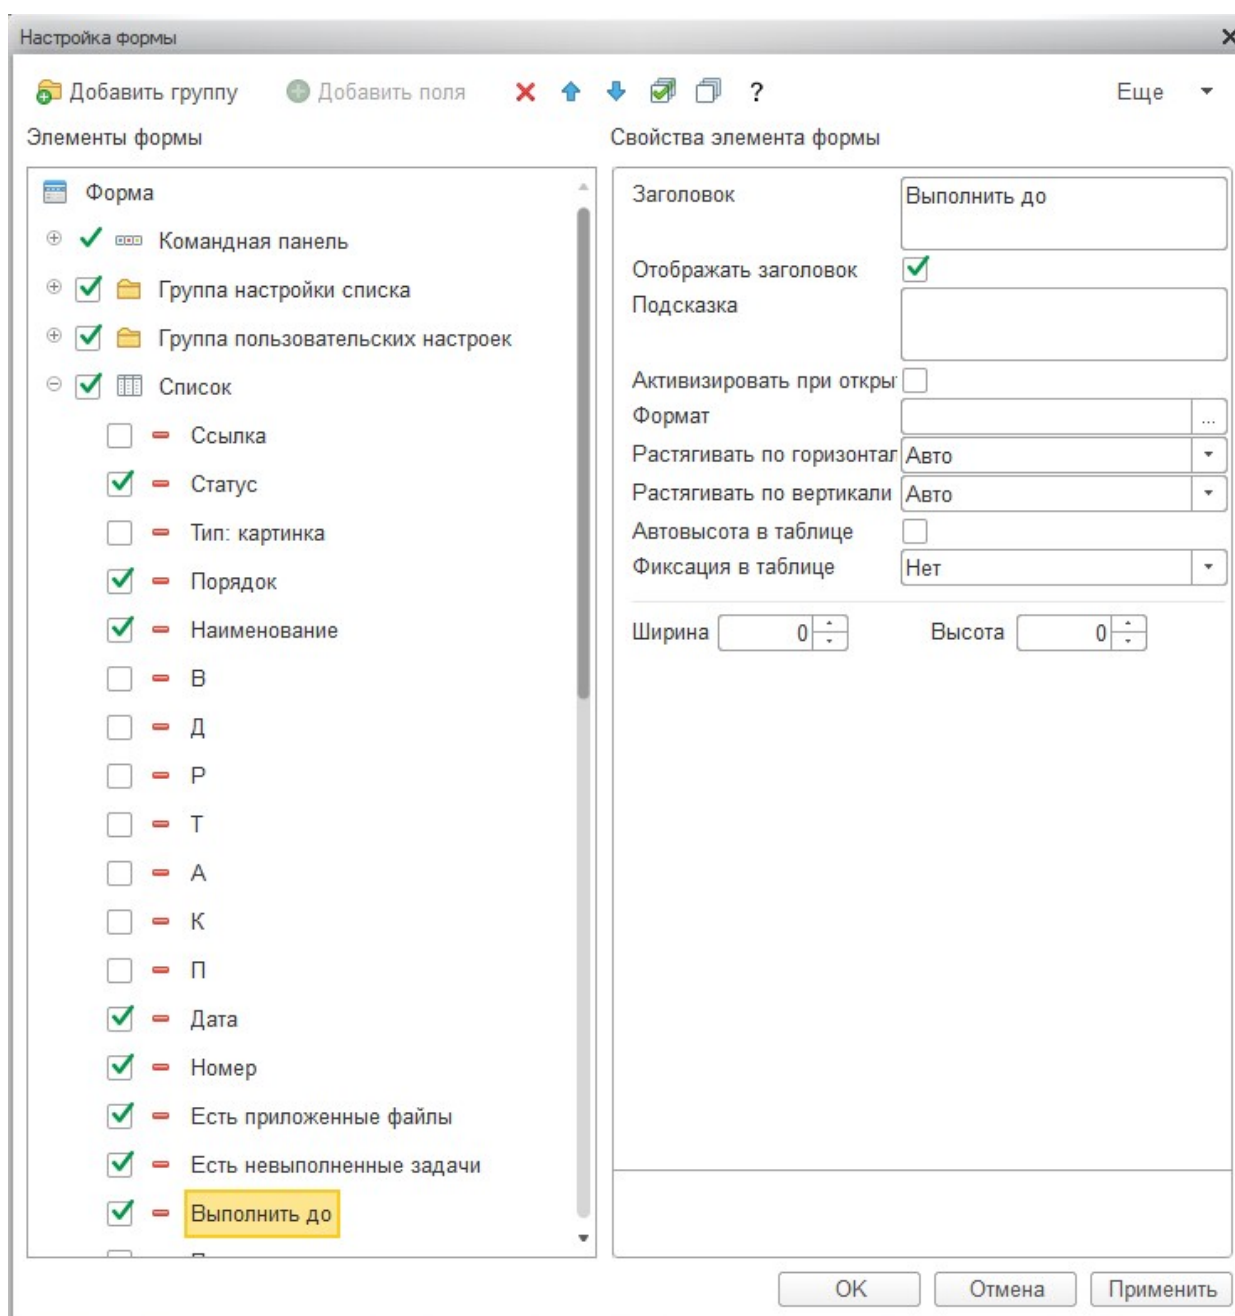 Настройка формы
Добавить группу Добавить поля ? Еще
Элементы формы
Свойства элемента формы
Форма
Командная панель
Группа настройки списка
Группа пользовательских настроек
Список
Ссылка
Статус
Тип: картинка
Порядок
Наименование
В
Д
Р
Т
А
К
П
Дата
Номер
Есть приложенные файлы
Есть невыполненные задачи
Выполнить до
Заголовок Выполнить до
Отображать заголовок
Подсказка
Активизировать при откры
Формат ...
Растягивать по горизонтал Авто
Растягивать по вертикали Авто
Автовысота в таблице
Фиксация в таблице Нет
Ширина 0 Высота 0
OK Отмена Применить